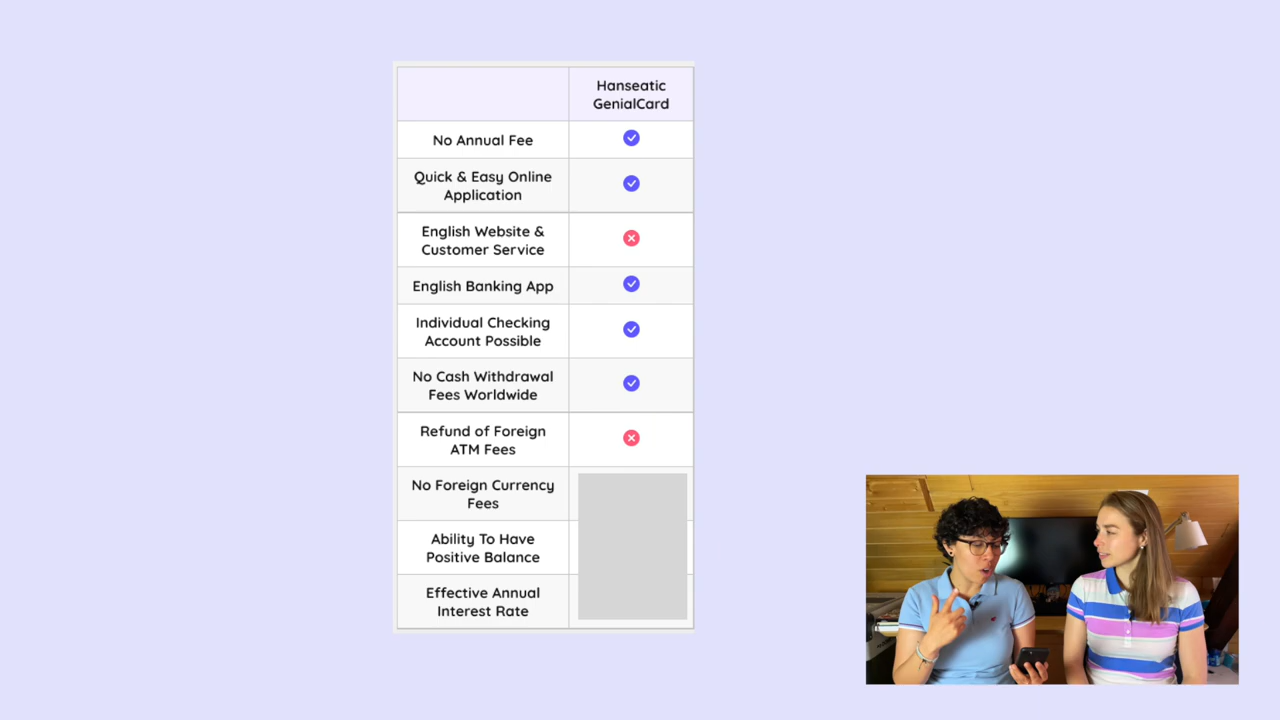 Hanseatic
GenialCard
No Annual Fee
Quick & Easy Online
Application
English Website &
Customer Service
English Banking App
Individual Checking
Account Possible
No Cash Withdrawal
Fees Worldwide
Refund of Foreign
ATM Fees
No Foreign Currency
Fees
Ability To Have
Positive Balance
Effective Annual
Interest Rate